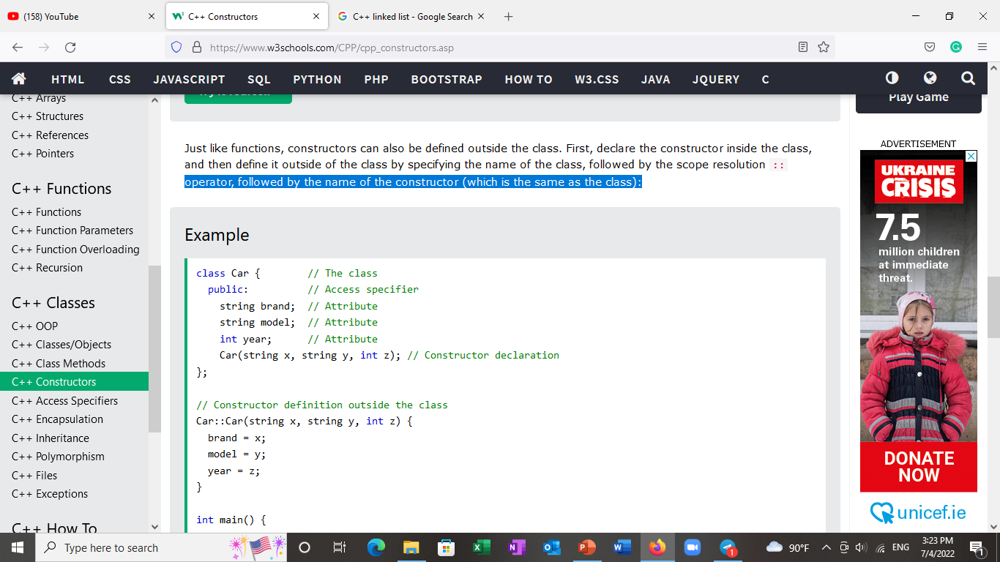 (158) YouTube
C++ Constructors
C++ linked list - Google Search
https://www.w3schools.com/CPP/cpp_constructors.asp
HTML CSS JAVASCRIPT SQL PYTHON PHP BOOTSTRAP HOW TO W3.CSS JAVA JQUERY C
C++ Arrays
C++ Structures
C++ References
C++ Pointers
C++ Functions
C++ Functions
C++ Function Parameters
C++ Function Overloading
C++ Recursion
C++ Classes
C++ OOP
C++ Classes/Objects
C++ Class Methods
C++ Constructors
C++ Access Specifiers
C++ Encapsulation
C++ Inheritance
C++ Polymorphism
C++ Files
C++ Exceptions
C++ How To
Just like functions, constructors can also be defined outside the class. First, declare the constructor inside the class,
and then define it outside of the class by specifying the name of the class, followed by the scope resolution ::
operator, followed by the name of the constructor (which is the same as the class):
Example
class Car { // The class
public: // Access specifier
string brand; // Attribute
string model; // Attribute
int year; // Attribute
Car(string x, string y, int z); // Constructor declaration
};
// Constructor definition outside the class
Car::Car(string x, string y, int z) {
brand = x;
model = y;
year = z;
}
int main() {
Play Game
ADVERTISEMENT
UKRAINE
CRISIS
7.5
million children
at immediate
threat.
DONATE
NOW
unicef.ie
Type here to search
90°F
ENG
3:23 PM
7/4/2022
1
1